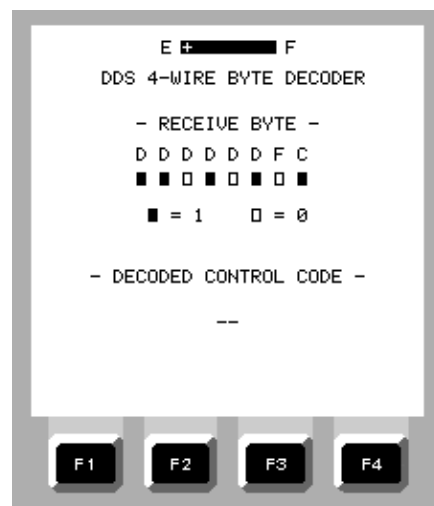 E + F
DDS 4-WIRE BYTE DECODER
- RECEIVE BYTE -
D D D D D D F C
■ ■ □ ■ □ ■ □ ■
■ = 1 □ = 0
- DECODED CONTROL CODE -
--
F1 F2 F3 F4